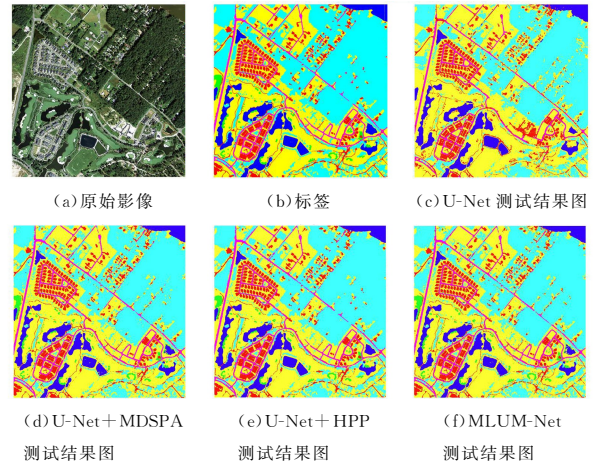 (a)原始影像
(b)标签
(c)U-Net 测试结果图
(d)U-Net+MDSPA
测试结果图
(e)U-Net+HPP
测试结果图
(f)MLUM-Net
测试结果图